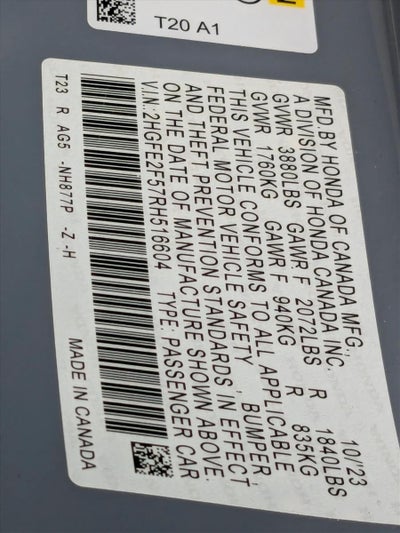 T20 A1
MFD.BY HONDA OF CANADA MFG., 10/'23
A DIVISION OF HONDA CANADA INC.
GVWR 3880LBS GAWR F 2072LBS R 1840LBS
GVWR 1760KG GAWR F 940KG R 835KG
THIS VEHICLE CONFORMS TO ALL APPLICABLE
FEDERAL MOTOR VEHICLE SAFETY , BUMPER,
AND THEFT PREVENTION STANDARDS IN EFFECT
ON THE DATE OF MANUFACTURE SHOWN ABOVE.
V.I.N.:2HGFE2F57RH516604 TYPE: PASSENGER CAR
T23 R AG5 -NH877P -Z -H MADE IN CANADA